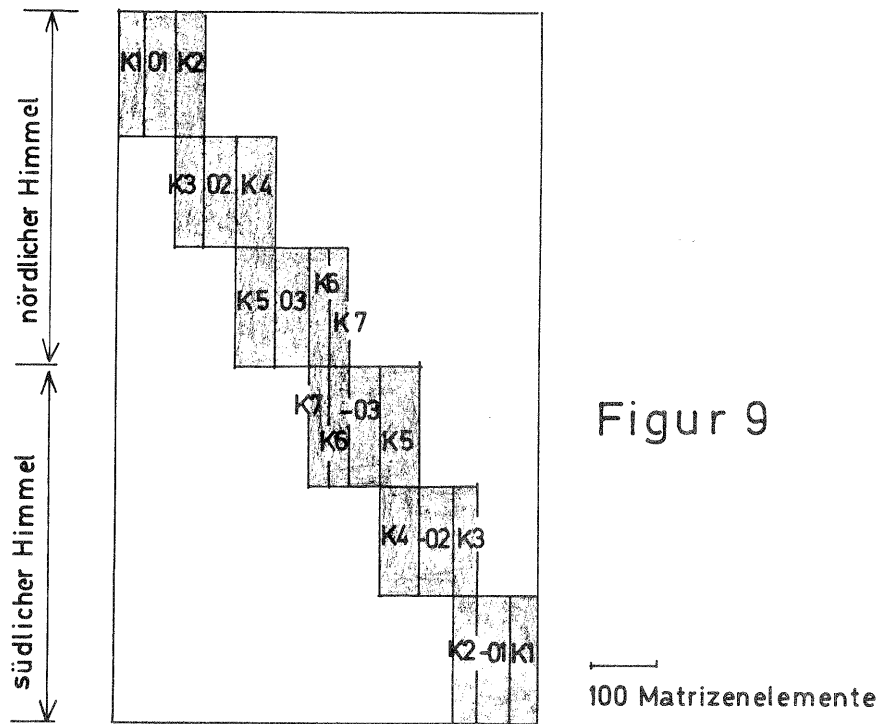 K1 01 K2
K3 02 K4
K5 03 K6
K7
K7 -03
K6 K5
K4 -02 K3
K2 -01 K1
nördlicher Himmel
südlicher Himmel
Figur 9
100 Matrizenelemente